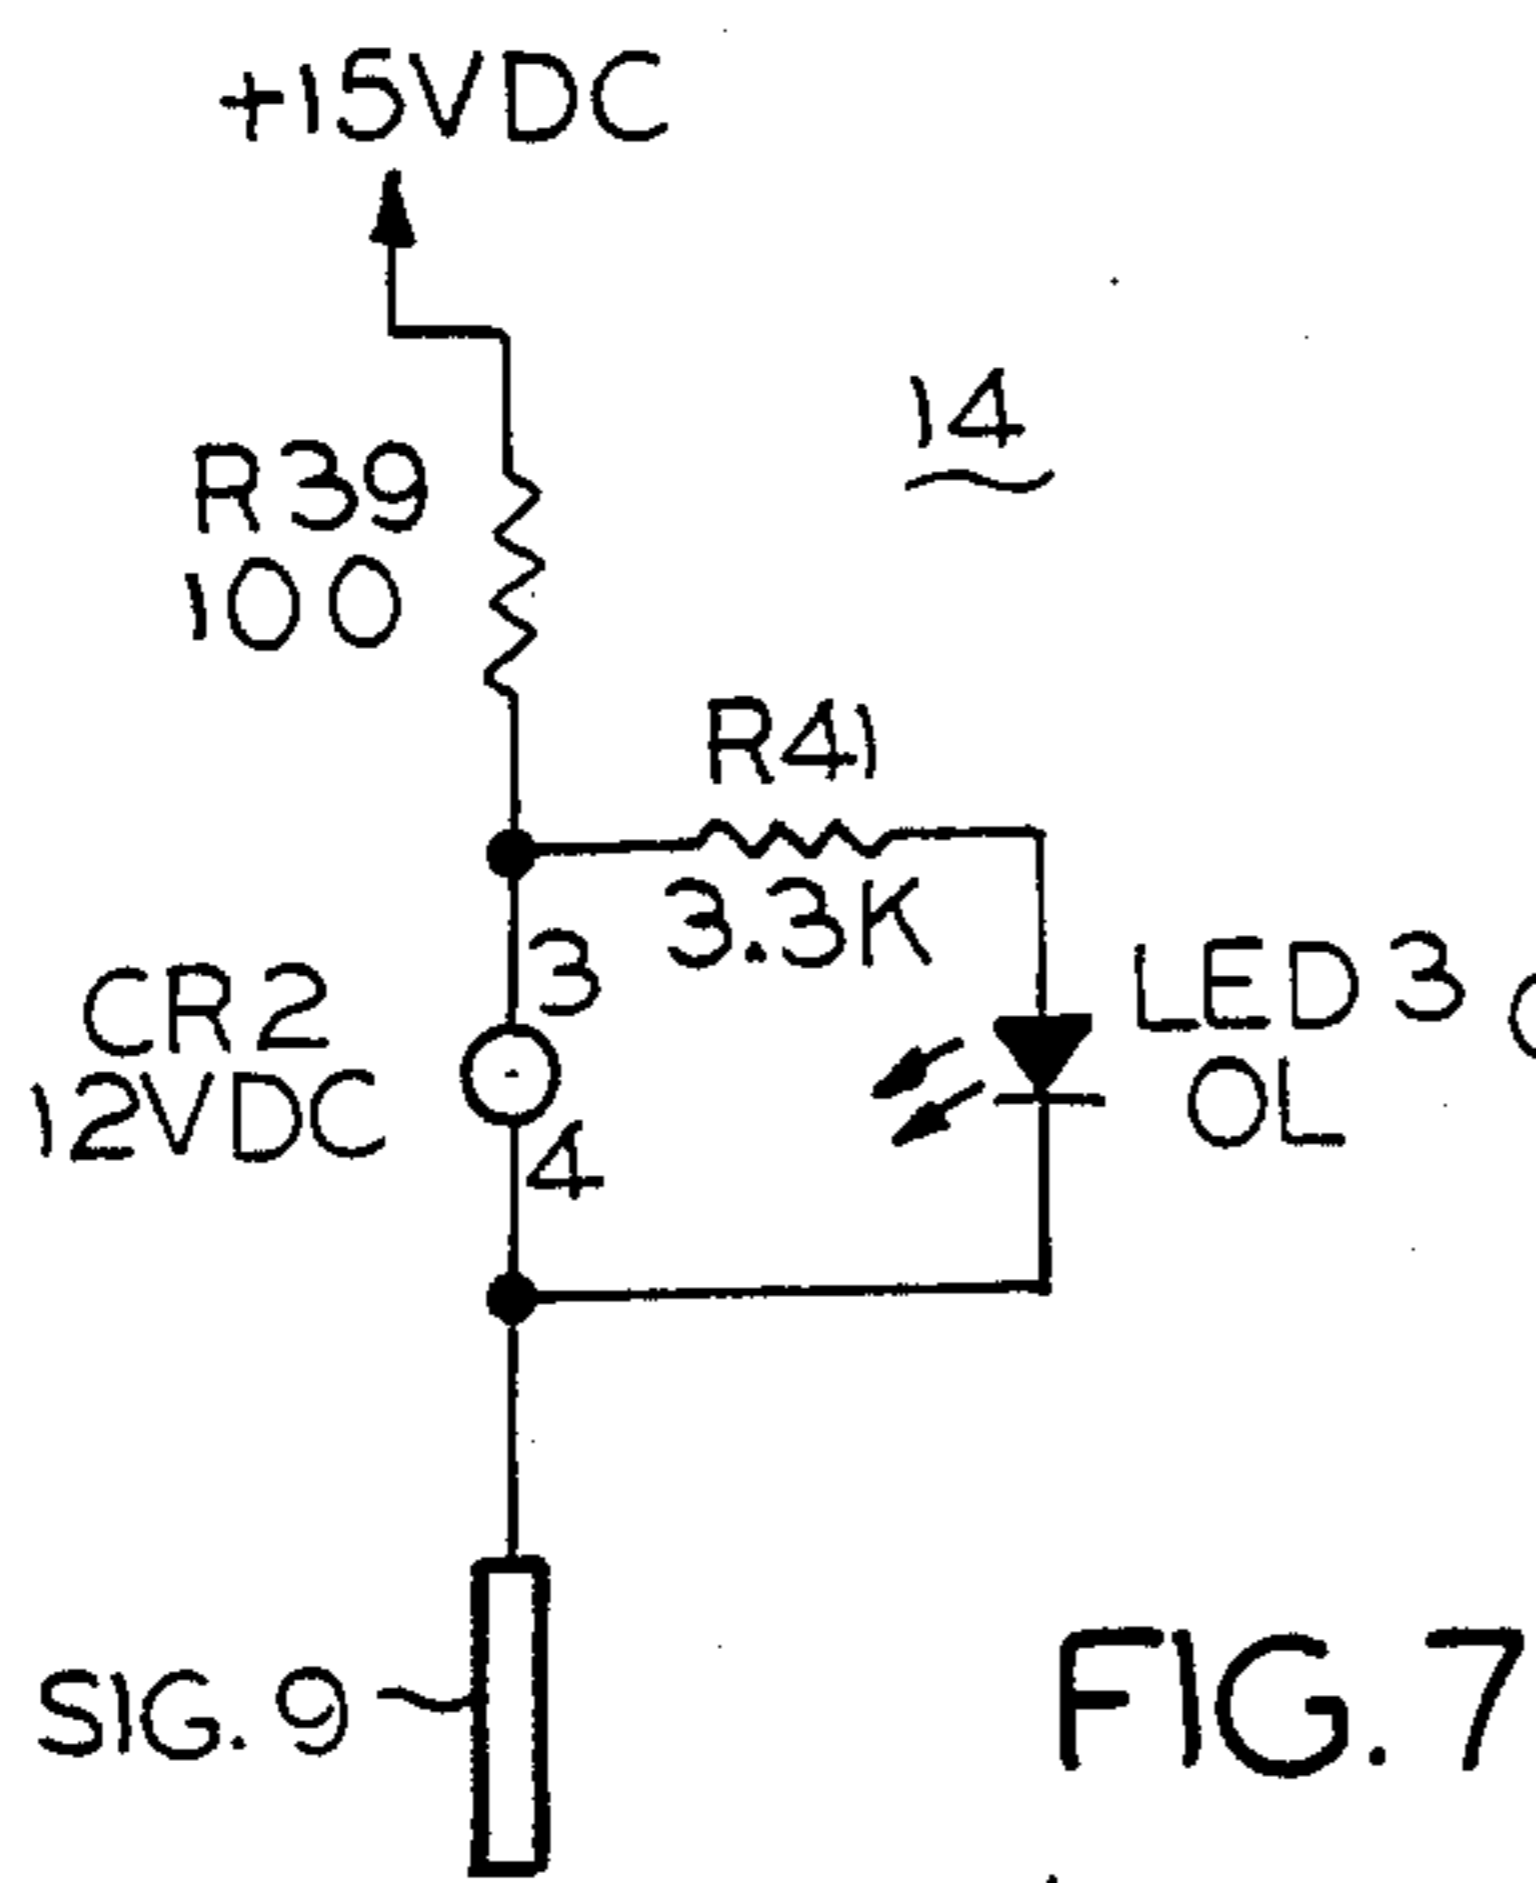 +15VDC
14
R39
100
R41
3.3K
3
CR2
12VDC
4
LED3
OL
SIG. 9
FIG. 7